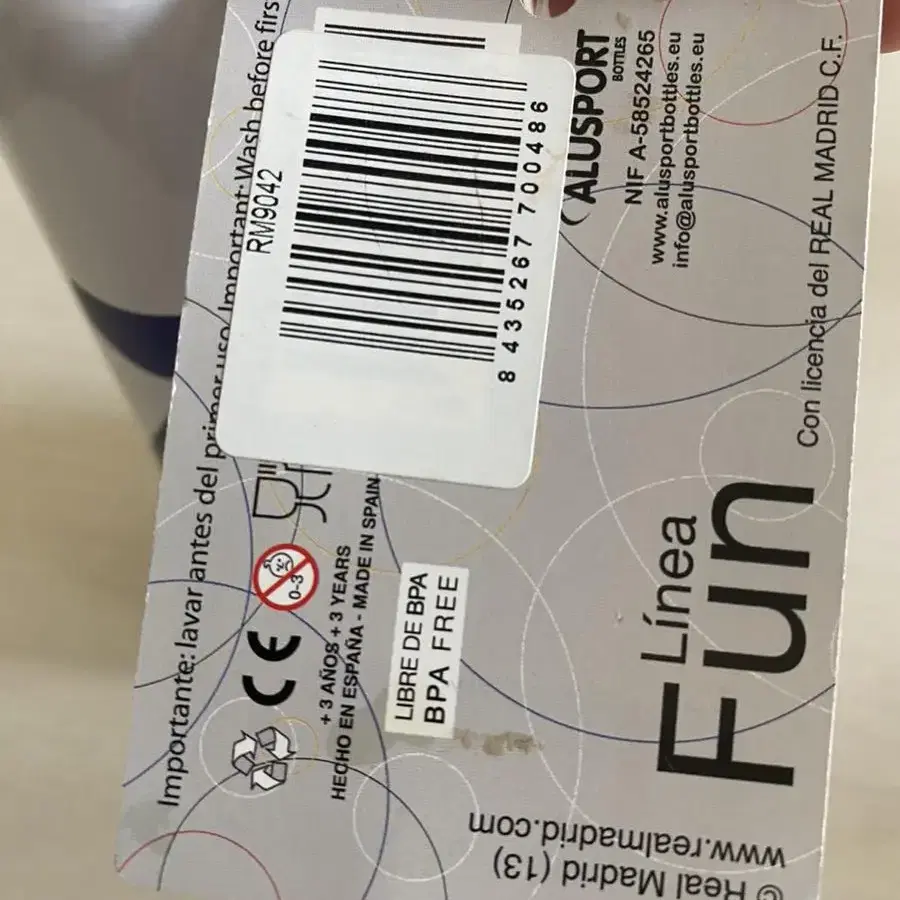 Importante: lavar antes del primer uso/Important: Wash before firs
RM9042
8 435267 700486
ALUSPORT
BOTTLES
NIF A-58524265
www.alusportbottles.eu
info@alusportbottles.eu
CE
0-3
+ 3 AÑOS + 3 YEARS
HECHO EN ESPAÑA - MADE IN SPAIN
LIBRE DE BPA
BPA FREE
Línea
Fun
Con licencia del REAL MADRID C.F.
© Real Madrid (13)
www.realmadrid.com